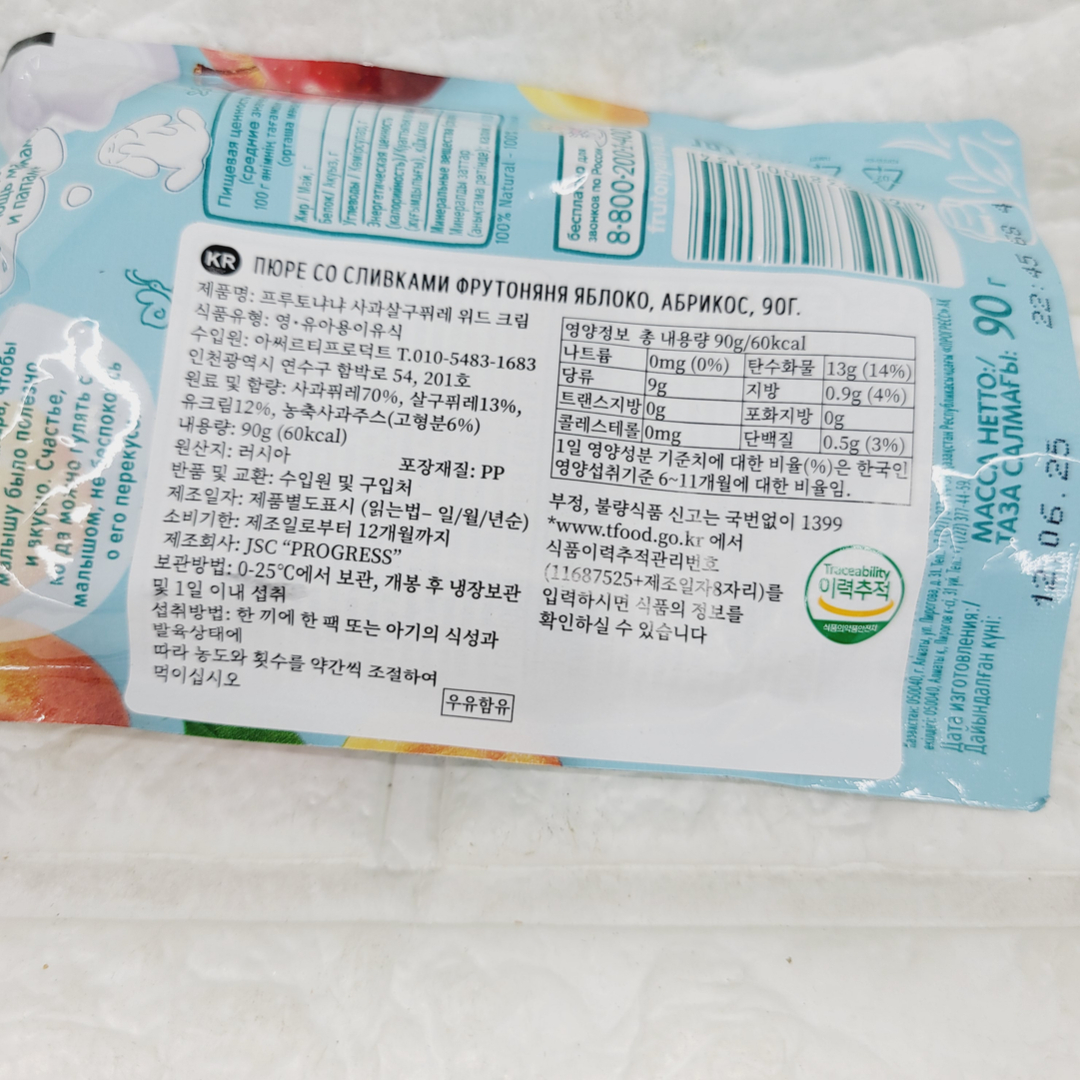 KR ПЮРЕ СО СЛИВКАМИ ФРУТОНЯНЯ ЯБЛОКО, АБРИКОС, 90Г.
제품명: 프루토냐냐 사과살구퓌레 위드 크림
식품유형: 영·유아용이유식
수입원: 아써르티프로덕트 T.010-5483-1683
인천광역시 연수구 함박로 54, 201호
원료 및 함량: 사과퓌레70%, 살구퓌레13%,
유크림12%, 농축사과주스(고형분6%)
내용량: 90g (60kcal)
원산지: 러시아 포장재질: PP
반품 및 교환: 수입원 및 구입처
제조일자: 제품별도표시 (읽는법– 일/월/년순)
소비기한: 제조일로부터 12개월까지
제조회사: JSC “PROGRESS”
보관방법: 0-25℃에서 보관, 개봉 후 냉장보관
및 1일 이내 섭취
섭취방법: 한 끼에 한 팩 또는 아기의 식성과
발육상태에
따라 농도와 횟수를 약간씩 조절하여
먹이십시오
우유함유
영양정보 총 내용량 90g/60kcal
나트륨 0mg (0%) 탄수화물 13g (14%)
당류 9g 지방 0.9g (4%)
트랜스지방 0g 포화지방 0g
콜레스테롤 0mg 단백질 0.5g (3%)
1일 영양성분 기준치에 대한 비율(%)은 한국인
영양섭취기준 6~11개월에 대한 비율임.
부정, 불량식품 신고는 국번없이 1399
*www.tfood.go.kr 에서
식품이력추적관리번호
(11687525+제조일자8자리)를
입력하시면 식품의 정보를
확인하실 수 있습니다
Traceability
이력추적
식품의약품안전처
Пищевая ценность
(средние
Жир / Май, г
Белок / Ақуыз, г
Углеводы / Көмірсулар, г
Энергетическая ценность
Минеральные вещества
Минералды заттар
100% Natural - 100%
бесплатно для
звонков по России
8-800-200
малышу было полезно
и вкусно. Счастье,
когда можно гулять с
малышом, не беспокоясь
о его перекусе
МАССА НЕТТО:/
ТАЗА САЛМАҒЫ: 90 г
Дата изготовления:/
Дайындалған күні:
22:45
06.25